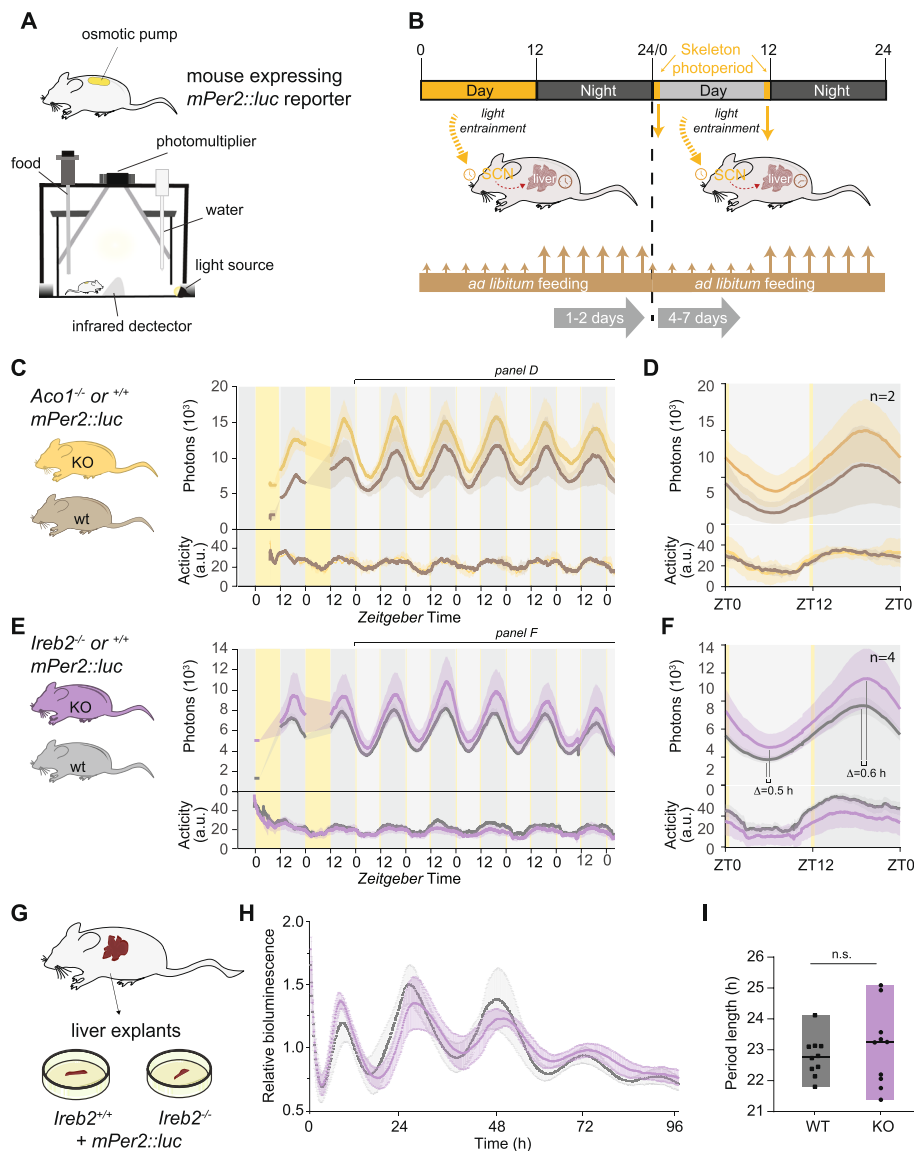 A
osmotic pump
mouse expressing
mPer2::luc reporter
photomultiplier
food
water
light source
infrared dectector
B
0
12
24/0
Skeleton
photoperiod
12
24
Day
Night
Day
Night
light
entrainment
light
entrainment
SCN
liver
SCN
liver
ad libitum feeding
ad libitum feeding
1-2 days
4-7 days
C
Aco1-/- or +/+
mPer2::luc
KO
wt
panel D
Photons (10³)
20
15
10
5
0
Acticity
(a.u.)
40
20
0
0 12 0 12 0 12 0 12 0 12 0 12 0 12 0
Zeitgeber Time
D
n=2
Photons (10³)
20
15
10
5
0
Acticity
(a.u.)
40
20
0
ZT0 ZT12 ZT0
E
Ireb2-/- or +/+
mPer2::luc
KO
wt
panel F
Photons (10³)
14
12
10
8
6
4
2
0
Acticity
(a.u.)
40
20
0
0 12 0 12 0 12 0 12 0 12 0 12 0 12 0
Zeitgeber Time
F
n=4
Photons (10³)
14
12
10
8
6
4
2
0
Δ=0.5 h
Δ=0.6 h
Acticity
(a.u.)
40
20
0
ZT0 ZT12 ZT0
G
liver explants
Ireb2+/+ Ireb2-/-
+ mPer2::luc
H
Relative bioluminescence
2.0
1.5
1.0
0.5
0 24 48 72 96
Time (h)
I
n.s.
Period length (h)
26
25
24
23
22
21
WT KO